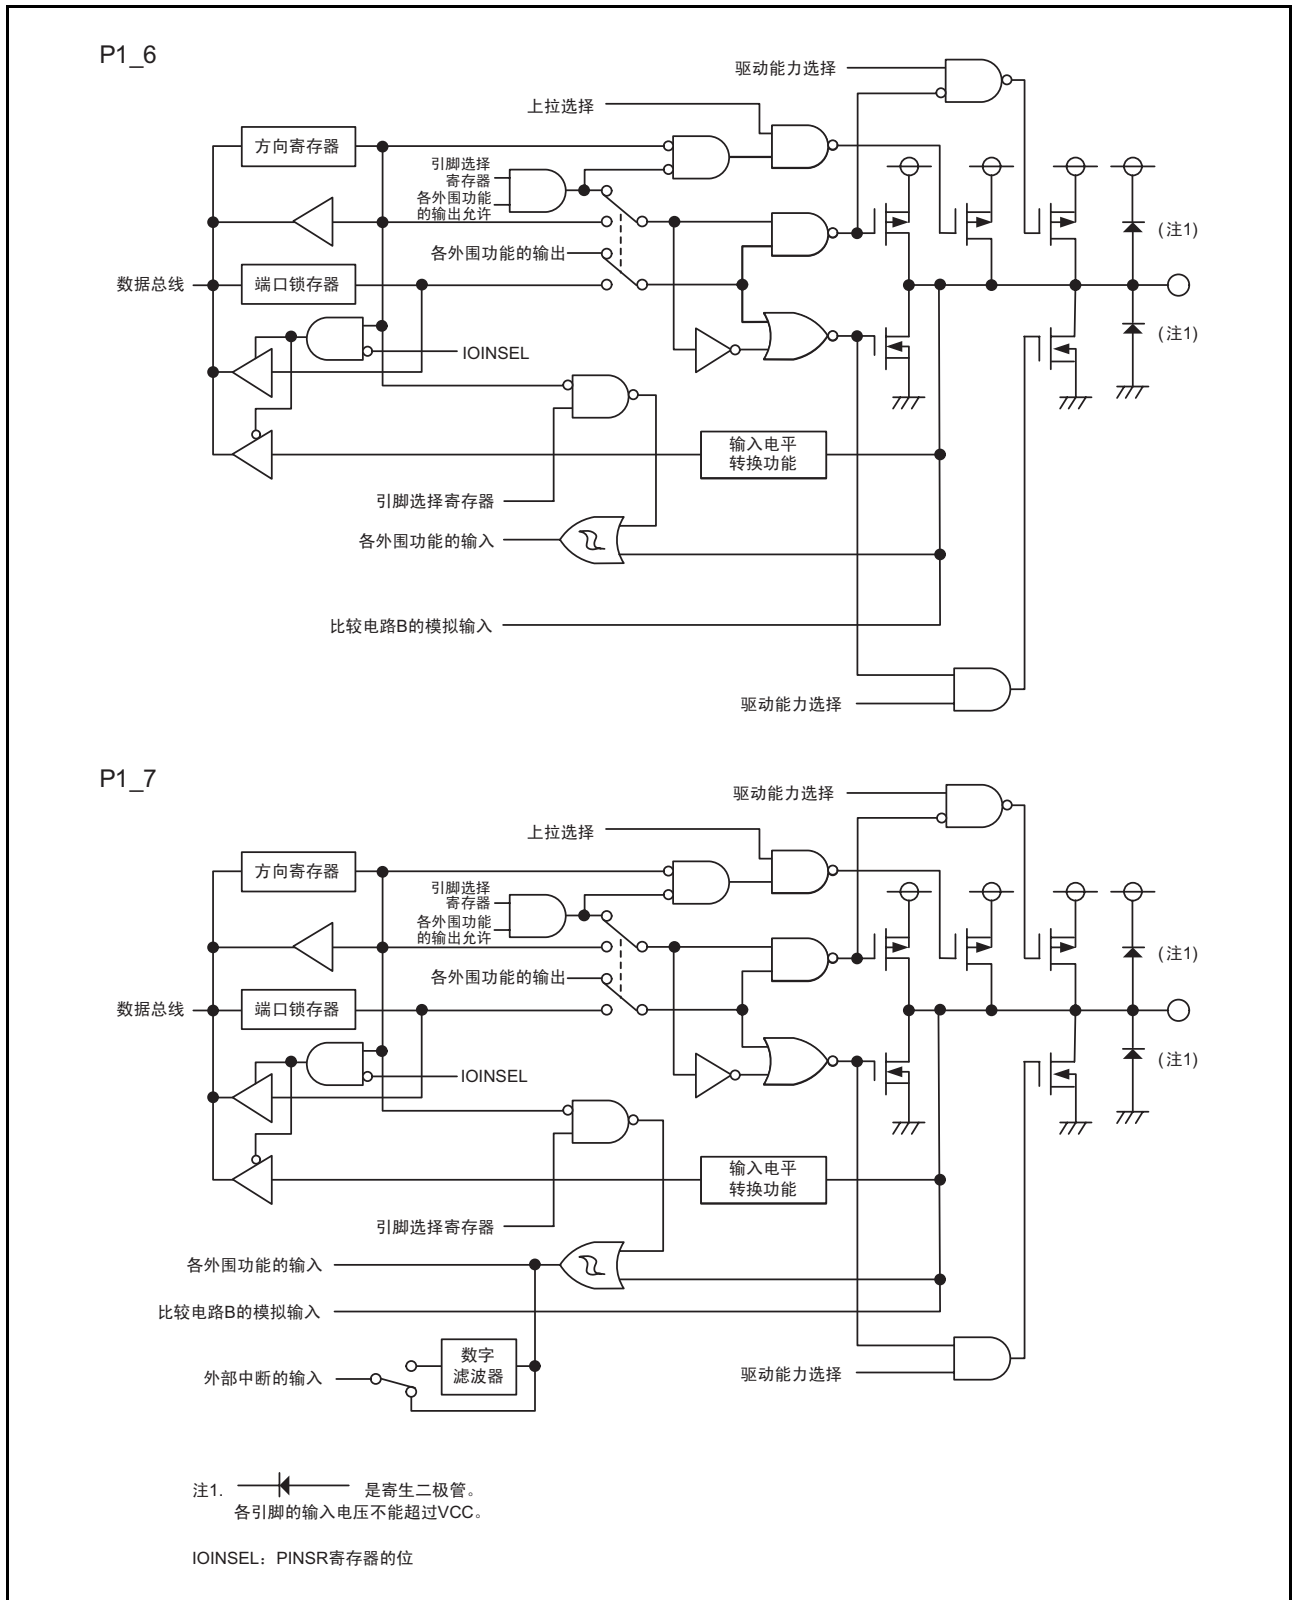 P1_6
驱动能力选择
上拉选择
方向寄存器
引脚选择
寄存器
各外围功能
的输出允许
(注1)
各外围功能的输出
数据总线
端口锁存器
(注1)
IOINSEL
输入电平
转换功能
引脚选择寄存器
各外围功能的输入
比较电路B的模拟输入
驱动能力选择
P1_7
驱动能力选择
上拉选择
方向寄存器
引脚选择
寄存器
各外围功能
的输出允许
(注1)
各外围功能的输出
数据总线
端口锁存器
(注1)
IOINSEL
输入电平
转换功能
引脚选择寄存器
各外围功能的输入
比较电路B的模拟输入
数字
滤波器
外部中断的输入
驱动能力选择
注1. 是寄生二极管。
各引脚的输入电压不能超过VCC。
IOINSEL：PINSR寄存器的位